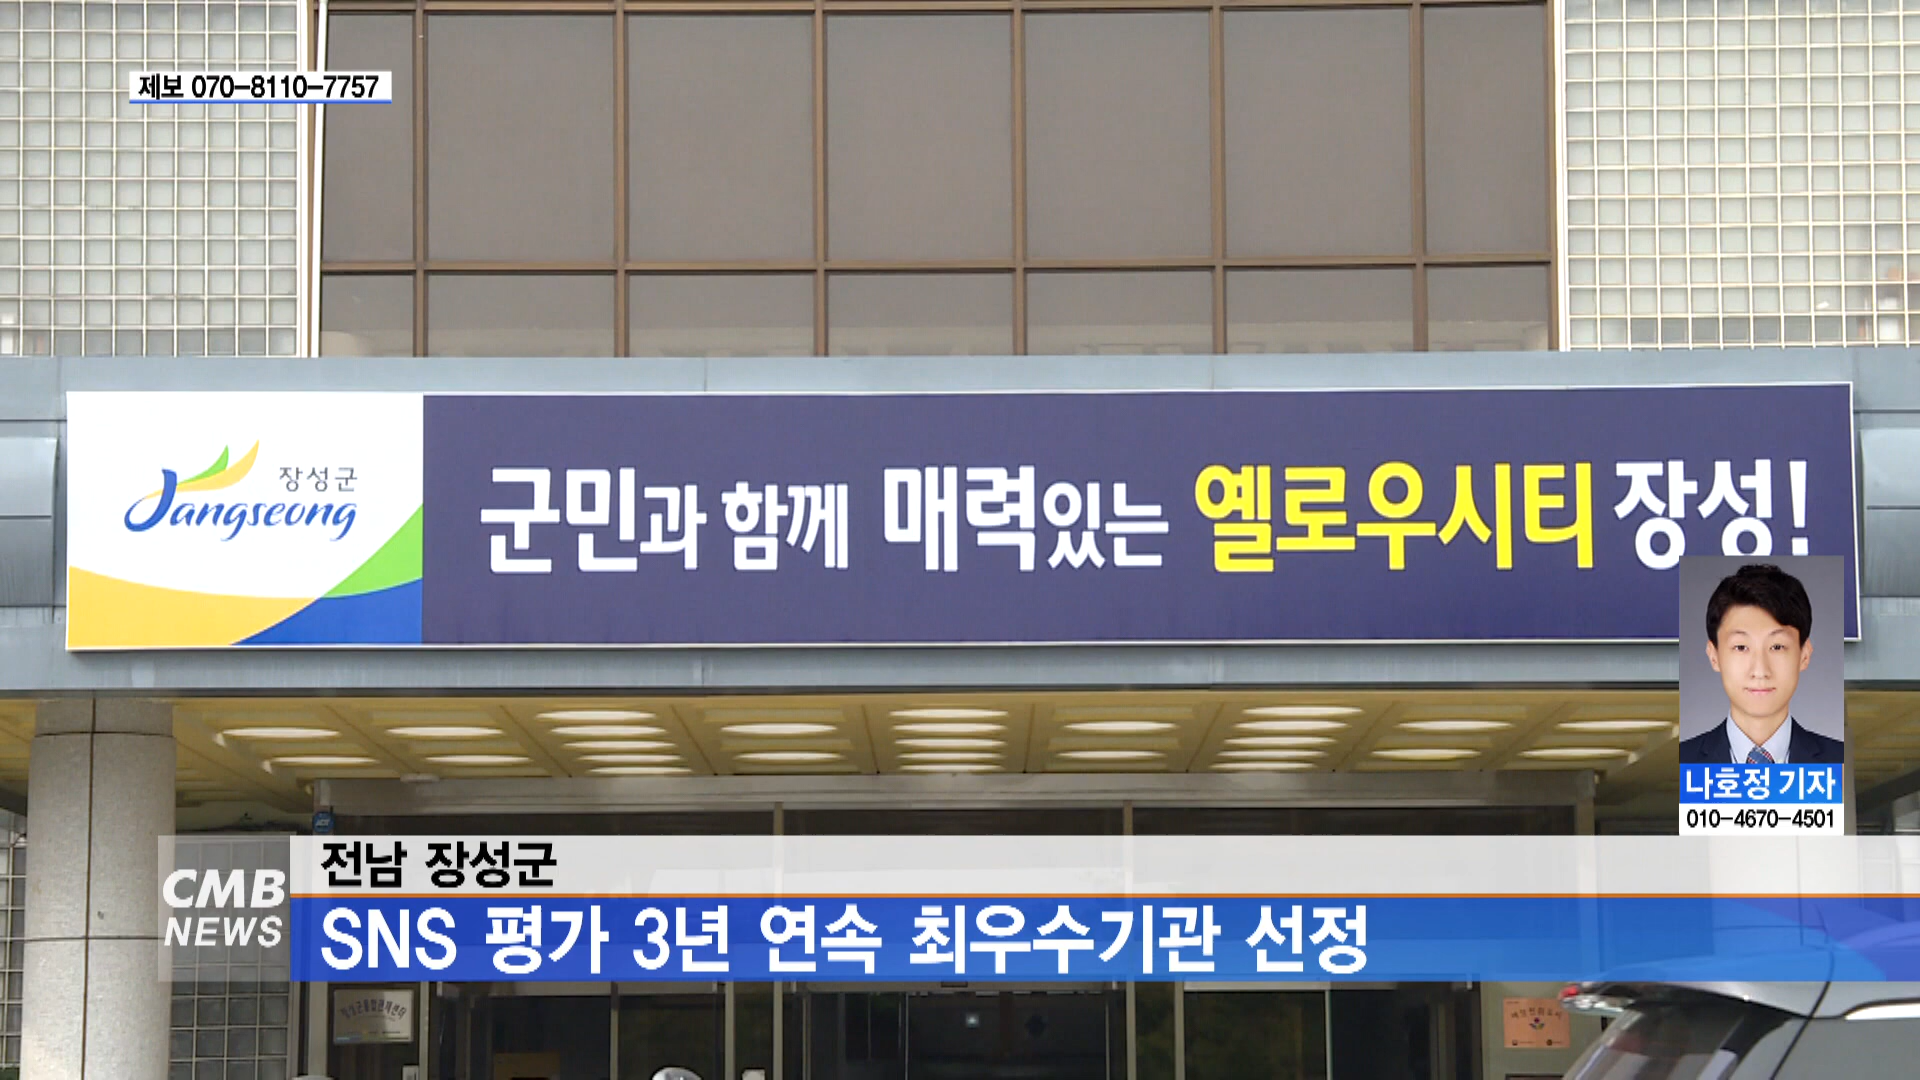 제보 070-8110-7757
장성군
Jangseong
군민과 함께 매력있는 옐로우시티 장성!
나호정 기자
010-4670-4501
CMB
NEWS
전남 장성군
SNS 평가 3년 연속 최우수기관 선정